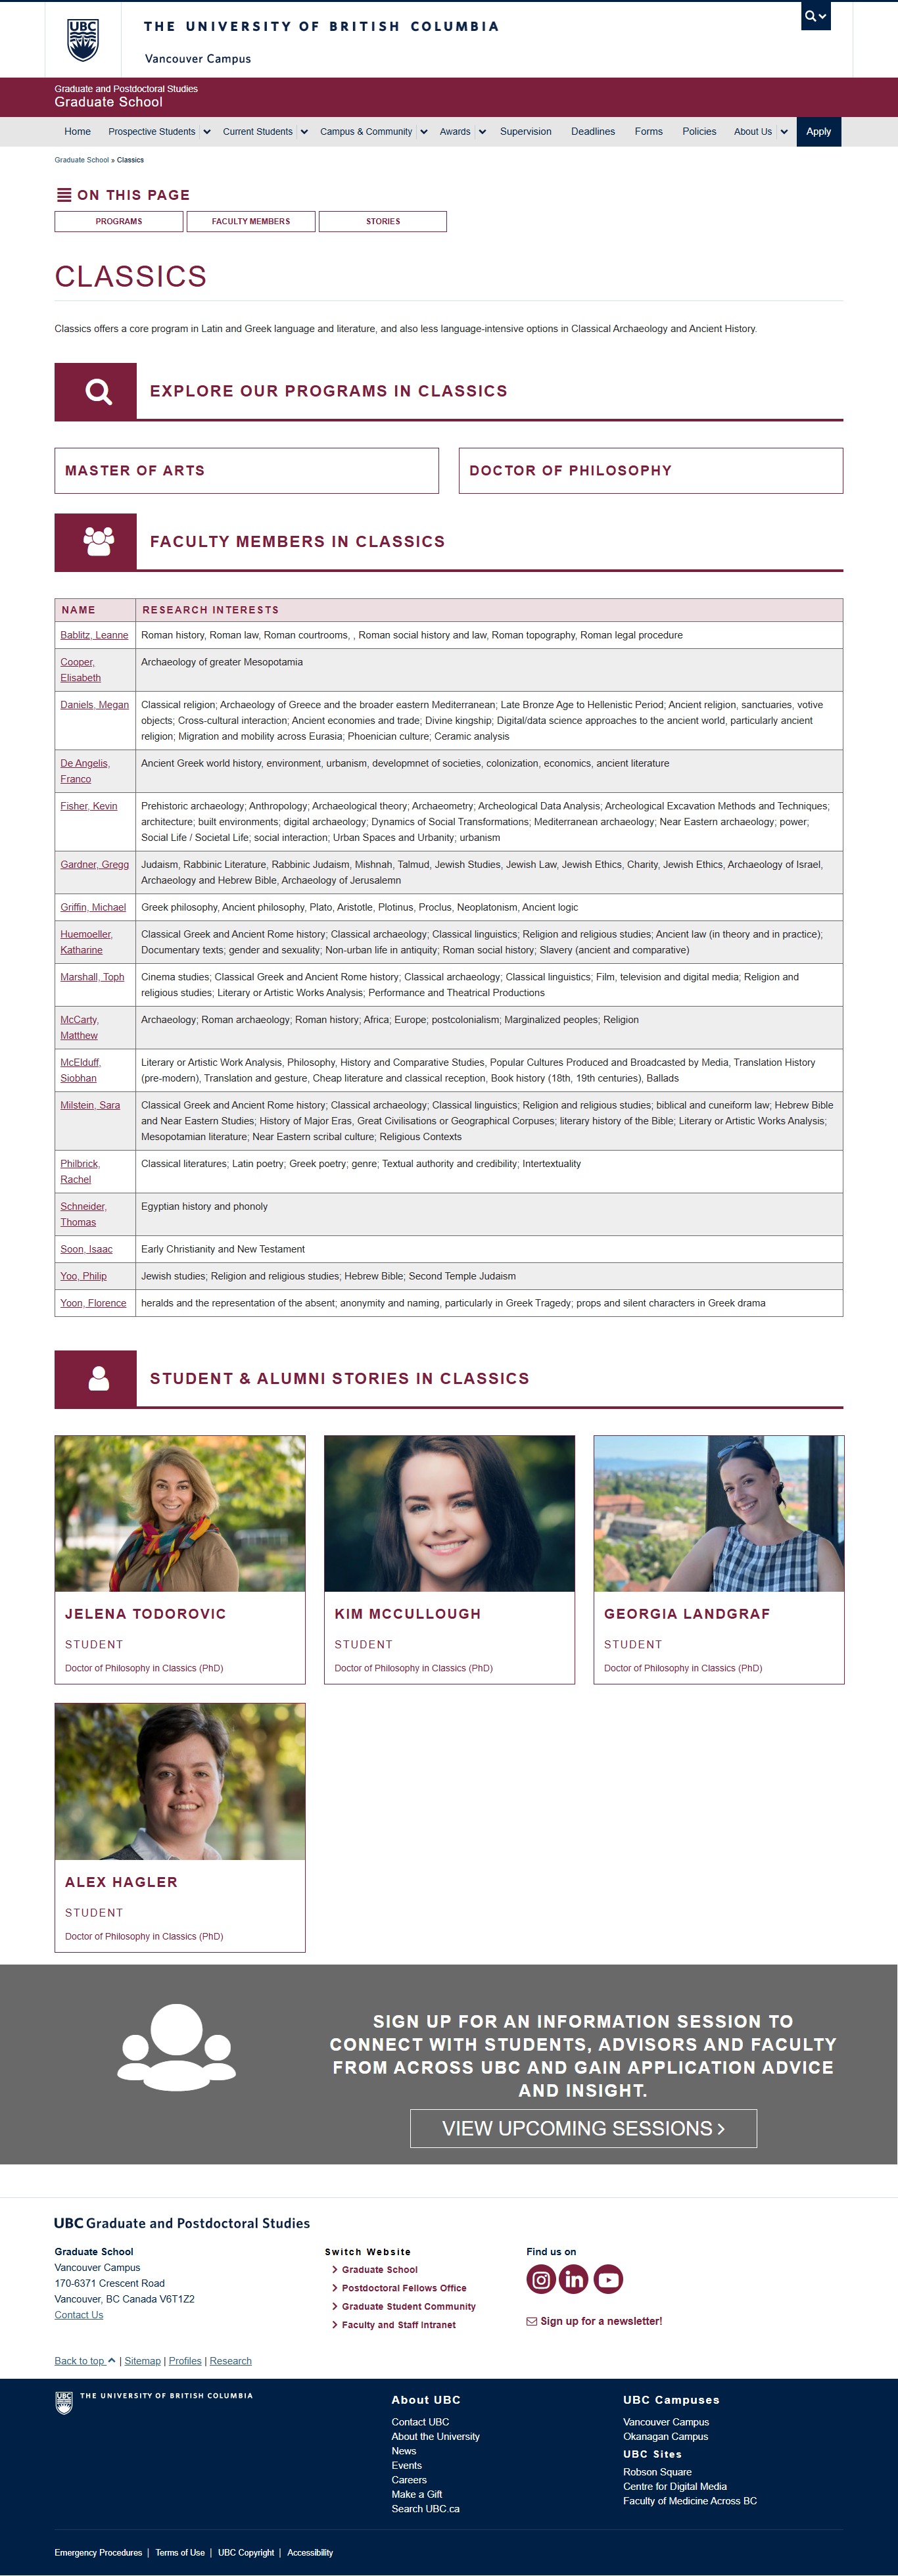 UBC
THE UNIVERSITY OF BRITISH COLUMBIA
Vancouver Campus
Graduate and Postdoctoral Studies
Graduate School
Home Prospective Students Current Students Campus & Community Awards Supervision Deadlines Forms Policies About Us Apply
Graduate School » Classics
ON THIS PAGE
PROGRAMS FACULTY MEMBERS STORIES
CLASSICS
Classics offers a core program in Latin and Greek language and literature, and also less language-intensive options in Classical Archaeology and Ancient History.
EXPLORE OUR PROGRAMS IN CLASSICS
MASTER OF ARTS DOCTOR OF PHILOSOPHY
FACULTY MEMBERS IN CLASSICS
NAME RESEARCH INTERESTS
Bablitz, Leanne Roman history, Roman law, Roman courtrooms, , Roman social history and law, Roman topography, Roman legal procedure
Cooper, Archaeology of greater Mesopotamia
Elisabeth
Daniels, Megan Classical religion; Archaeology of Greece and the broader eastern Mediterranean; Late Bronze Age to Hellenistic Period; Ancient religion, sanctuaries, votive
objects; Cross-cultural interaction; Ancient economies and trade; Divine kingship; Digital/data science approaches to the ancient world, particularly ancient
religion; Migration and mobility across Eurasia; Phoenician culture; Ceramic analysis
De Angelis, Ancient Greek world history, environment, urbanism, developmnet of societies, colonization, economics, ancient literature
Franco
Fisher, Kevin Prehistoric archaeology; Anthropology; Archaeological theory; Archaeometry; Archeological Data Analysis; Archeological Excavation Methods and Techniques;
architecture; built environments; digital archaeology; Dynamics of Social Transformations; Mediterranean archaeology; Near Eastern archaeology; power;
Social Life / Societal Life; social interaction; Urban Spaces and Urbanity; urbanism
Gardner, Gregg Judaism, Rabbinic Literature, Rabbinic Judaism, Mishnah, Talmud, Jewish Studies, Jewish Law, Jewish Ethics, Charity, Jewish Ethics, Archaeology of Israel,
Archaeology and Hebrew Bible, Archaeology of Jerusalemn
Griffin, Michael Greek philosophy, Ancient philosophy, Plato, Aristotle, Plotinus, Proclus, Neoplatonism, Ancient logic
Huemoeller, Classical Greek and Ancient Rome history; Classical archaeology; Classical linguistics; Religion and religious studies; Ancient law (in theory and in practice);
Katharine Documentary texts; gender and sexuality; Non-urban life in antiquity; Roman social history; Slavery (ancient and comparative)
Marshall, Toph Cinema studies; Classical Greek and Ancient Rome history; Classical archaeology; Classical linguistics; Film, television and digital media; Religion and
religious studies; Literary or Artistic Works Analysis; Performance and Theatrical Productions
McCarty, Archaeology; Roman archaeology; Roman history; Africa; Europe; postcolonialism; Marginalized peoples; Religion
Matthew
McElduff, Literary or Artistic Work Analysis, Philosophy, History and Comparative Studies, Popular Cultures Produced and Broadcasted by Media, Translation History
Siobhan (pre-modern), Translation and gesture, Cheap literature and classical reception, Book history (18th, 19th centuries), Ballads
Milstein, Sara Classical Greek and Ancient Rome history; Classical archaeology; Classical linguistics; Religion and religious studies; biblical and cuneiform law; Hebrew Bible
and Near Eastern Studies; History of Major Eras, Great Civilisations or Geographical Corpuses; literary history of the Bible; Literary or Artistic Works Analysis;
Mesopotamian literature; Near Eastern scribal culture; Religious Contexts
Philbrick, Classical literatures; Latin poetry; Greek poetry; genre; Textual authority and credibility; Intertextuality
Rachel
Schneider, Egyptian history and phonoly
Thomas
Soon, Isaac Early Christianity and New Testament
Yoo, Philip Jewish studies; Religion and religious studies; Hebrew Bible; Second Temple Judaism
Yoon, Florence heralds and the representation of the absent; anonymity and naming, particularly in Greek Tragedy; props and silent characters in Greek drama
STUDENT & ALUMNI STORIES IN CLASSICS
JELENA TODOROVIC KIM MCCULLOUGH GEORGIA LANDGRAF
STUDENT STUDENT STUDENT
Doctor of Philosophy in Classics (PhD) Doctor of Philosophy in Classics (PhD) Doctor of Philosophy in Classics (PhD)
ALEX HAGLER
STUDENT
Doctor of Philosophy in Classics (PhD)
SIGN UP FOR AN INFORMATION SESSION TO
CONNECT WITH STUDENTS, ADVISORS AND FACULTY
FROM ACROSS UBC AND GAIN APPLICATION ADVICE
AND INSIGHT.
VIEW UPCOMING SESSIONS
UBC Graduate and Postdoctoral Studies
Graduate School
Vancouver Campus
170-6371 Crescent Road
Vancouver, BC Canada V6T1Z2
Contact Us
Switch Website
Graduate School
Postdoctoral Fellows Office
Graduate Student Community
Faculty and Staff Intranet
Find us on
Sign up for a newsletter!
Back to top | Sitemap | Profiles | Research
UBC THE UNIVERSITY OF BRITISH COLUMBIA
About UBC
Contact UBC
About the University
News
Events
Careers
Make a Gift
Search UBC.ca
UBC Campuses
Vancouver Campus
Okanagan Campus
UBC Sites
Robson Square
Centre for Digital Media
Faculty of Medicine Across BC
Emergency Procedures | Terms of Use | UBC Copyright | Accessibility